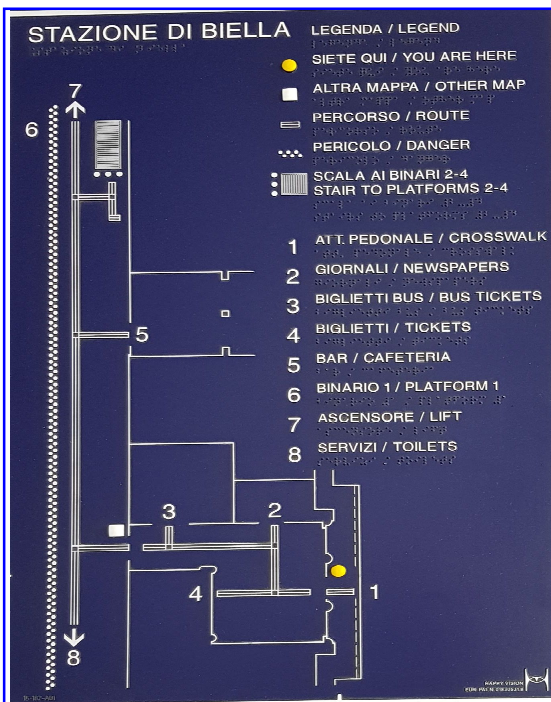 STAZIONE DI BIELLA
LEGENDA / LEGEND
SIETE QUI / YOU ARE HERE
ALTRA MAPPA / OTHER MAP
PERCORSO / ROUTE
PERICOLO / DANGER
SCALA AI BINARI 2-4
STAIR TO PLATFORMS 2-4
1 ATT. PEDONALE / CROSSWALK
2 GIORNALI / NEWSPAPERS
3 BIGLIETTI BUS / BUS TICKETS
4 BIGLIETTI / TICKETS
5 BAR / CAFETERIA
6 BINARIO 1 / PLATFORM 1
7 ASCENSORE / LIFT
8 SERVIZI / TOILETS
7
6
5
3
2
4
1
8
HAPPY VISION